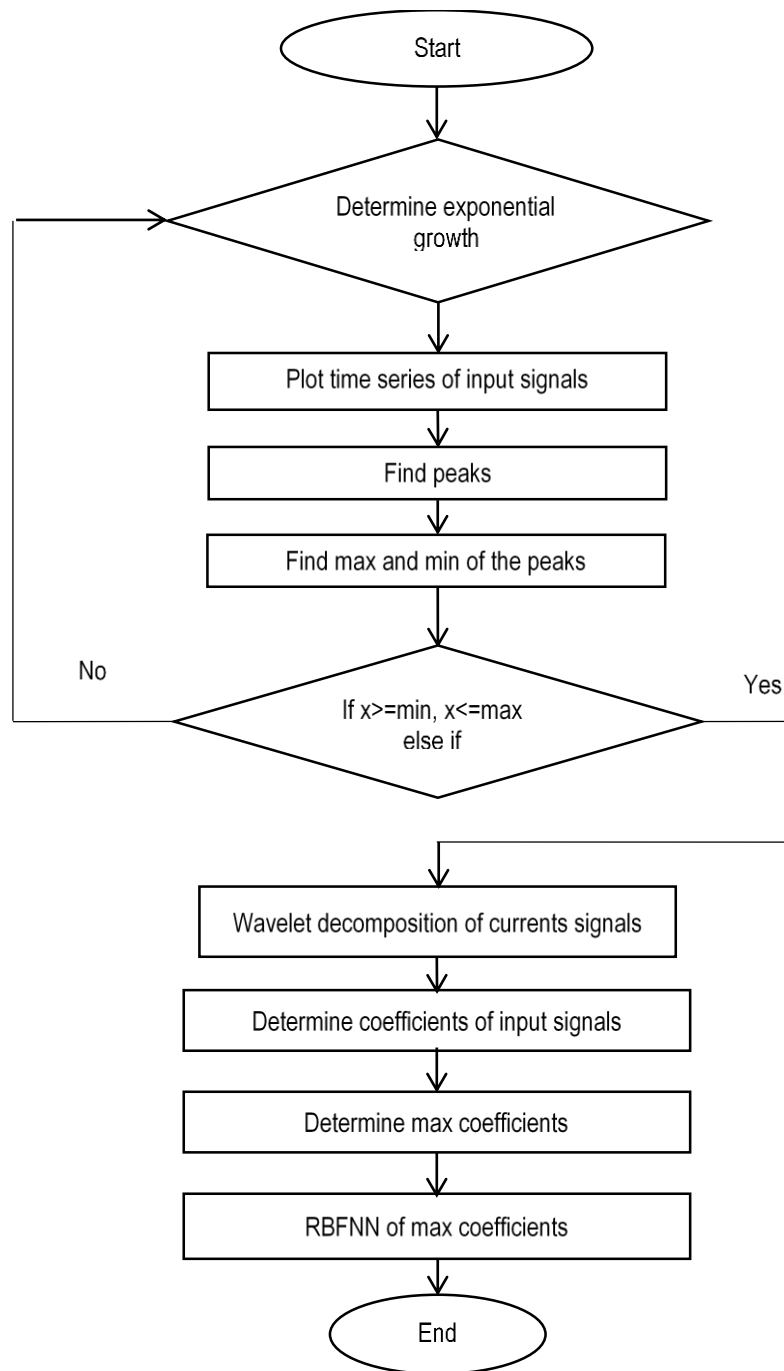 Start
Determine exponential
growth
Plot time series of input signals
Find peaks
Find max and min of the peaks
No
Yes
If x>=min, x<=max
else if
Wavelet decomposition of currents signals
Determine coefficients of input signals
Determine max coefficients
RBFNN of max coefficients
End